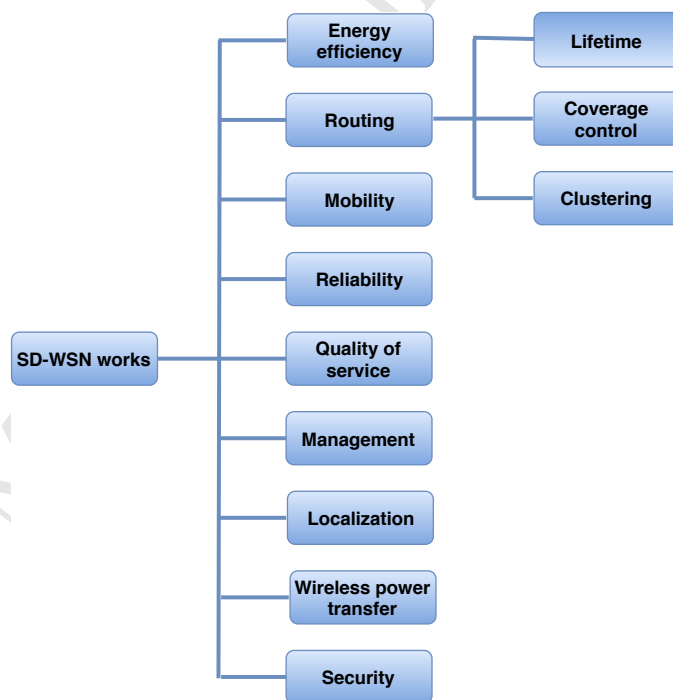 Energy
efficiency
Lifetime
Routing
Coverage
control
Mobility
Clustering
Reliability
SD-WSN works
Quality of
service
Management
Localization
Wireless power
transfer
Security